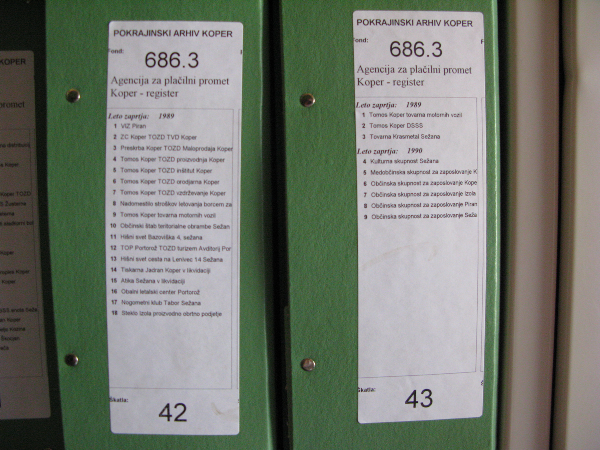 KOPER
promet
POKRAJINSKI ARHIV KOPER
Fond:
686.3
Agencija za plačilni promet
Koper - register
Leto zaprtja: 1989
1 VIZ Piran
2 ZC Koper TOZD TVD Koper
3 Preskrba Koper TOZD Maloprodaja Koper
4 Tomos Koper TOZD proizvodnja Koper
5 Tomos Koper TOZD inštitut Koper
6 Tomos Koper TOZD orodjarna Koper
7 Tomos Koper TOZD vzdrževanje Koper
8 Nadomestilo stroškov letovanja borcem za
9 Tomos Koper tovarna motornih vozil
10 Občinski štab teritorialne obrambe Sežan
11 Hišni svet Bazoviška 4. sežana
12 TOP Portorož TOZD turizem Avditorij Por
13 Hišni svet cesta na Lenivec 14 Sežana
14 Tiskarna Jadran Koper v likvidaciji
15 Atika Sežana v likvidaciji
16 Obalni letalski center Portorož
17 Nogometni klub Tabor Sežana
18 Steklo Izola proizvodno obrtno podjetje
Škatla:
42
POKRAJINSKI ARHIV KOPER
Fond:
686.3
Agencija za plačilni promet
Koper - register
Leto zaprtja: 1989
1 Tomos Koper tovarna motornih vozil
2 Tomos Koper DSSS
3 Tovarna Krasmetal Sežana
Leto zaprtja: 1990
4 Kulturna skupnost Sežana
5 Medobčinska skupnost za zaposlovanje K
6 Občinska skupnost za zaposlovanje Kope
7 Občinska skupnost za zaposlovanje Izola
8 Občinska skupnost za zaposlovanje Piran
9 Občinska skupnost za zapostovanje Seža
Škatla:
43